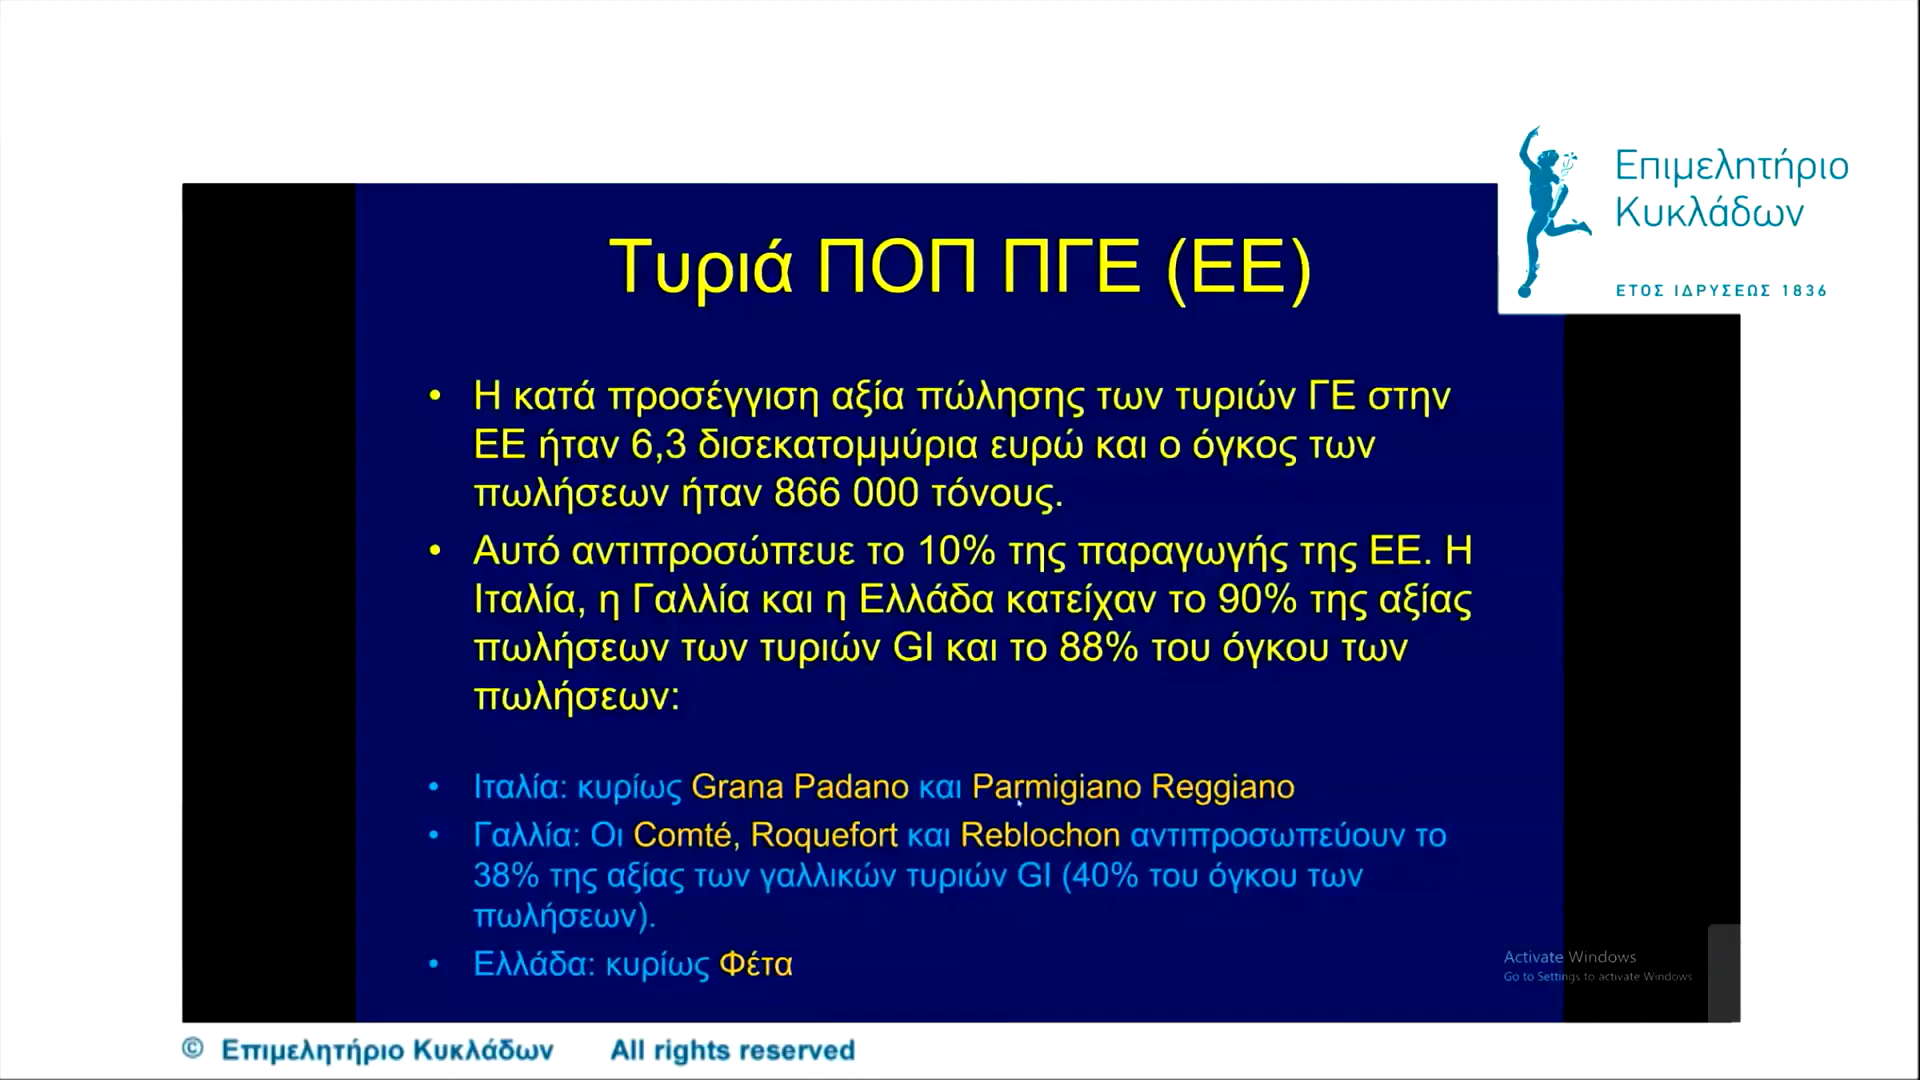 Επιμελητήριο
Κυκλάδων
ΕΤΟΣ ΙΔΡΥΣΕΩΣ 1836
Τυριά ΠΟΠ ΠΓΕ (ΕΕ)
• Η κατά προσέγγιση αξία πώλησης των τυριών ΓΕ στην
ΕΕ ήταν 6,3 δισεκατομμύρια ευρώ και ο όγκος των
πωλήσεων ήταν 866 000 τόνους.
• Αυτό αντιπροσώπευε το 10% της παραγωγής της ΕΕ. Η
Ιταλία, η Γαλλία και η Ελλάδα κατείχαν το 90% της αξίας
πωλήσεων των τυριών GI και το 88% του όγκου των
πωλήσεων:
• Ιταλία: κυρίως Grana Padano και Parmigiano Reggiano
• Γαλλία: Οι Comté, Roquefort και Reblochon αντιπροσωπεύουν το
38% της αξίας των γαλλικών τυριών GI (40% του όγκου των
πωλήσεων).
• Ελλάδα: κυρίως Φέτα
Activate Windows
Go to Settings to activate Windows
© Επιμελητήριο Κυκλάδων All rights reserved